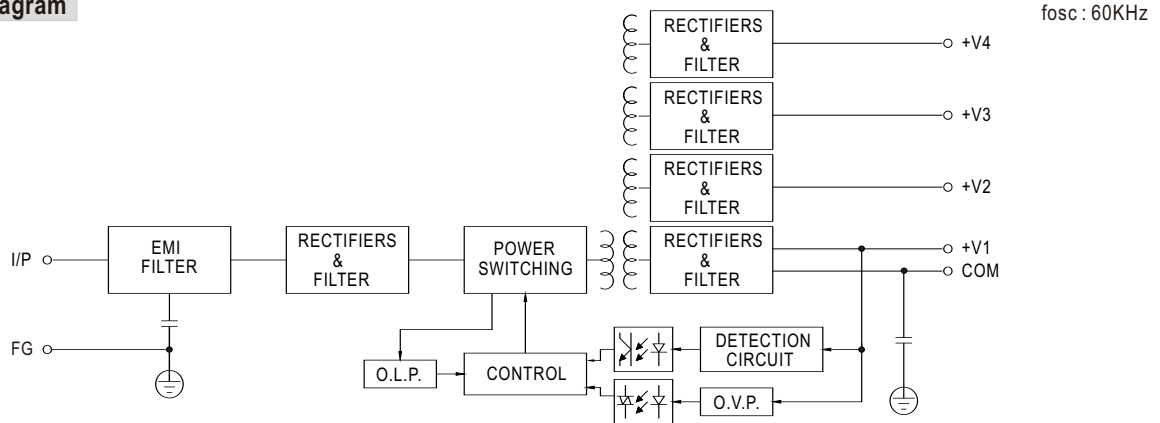 agram
fosc : 60KHz
RECTIFIERS
&
FILTER
+V4
RECTIFIERS
&
FILTER
+V3
RECTIFIERS
&
FILTER
+V2
I/P
EMI
FILTER
RECTIFIERS
&
FILTER
POWER
SWITCHING
RECTIFIERS
&
FILTER
+V1
COM
FG
O.L.P.
CONTROL
DETECTION
CIRCUIT
O.V.P.